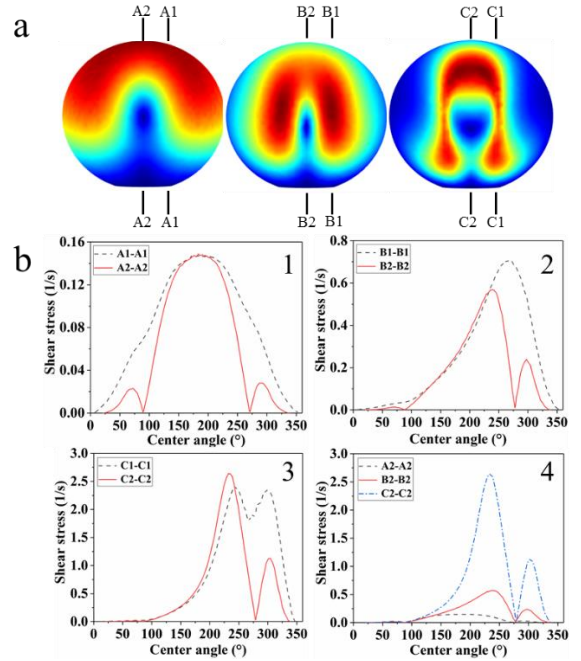 a
A2 A1 B2 B1 C2 C1
A2 A1 B2 B1 C2 C1
b
1
A1-A1
A2-A2
Shear stress (1/s)
0.16
0.12
0.08
0.04
0.00
0 50 100 150 200 250 300 350
Center angle (°)
2
B1-B1
B2-B2
Shear stress (1/s)
0.8
0.6
0.4
0.2
0.0
0 50 100 150 200 250 300 350
Center angle (°)
3
C1-C1
C2-C2
Shear stress (1/s)
3.0
2.5
2.0
1.5
1.0
0.5
0.0
0 50 100 150 200 250 300 350
Center angle (°)
4
A2-A2
B2-B2
C2-C2
Shear stress (1/s)
3.0
2.5
2.0
1.5
1.0
0.5
0.0
0 50 100 150 200 250 300 350
Center angle (°)